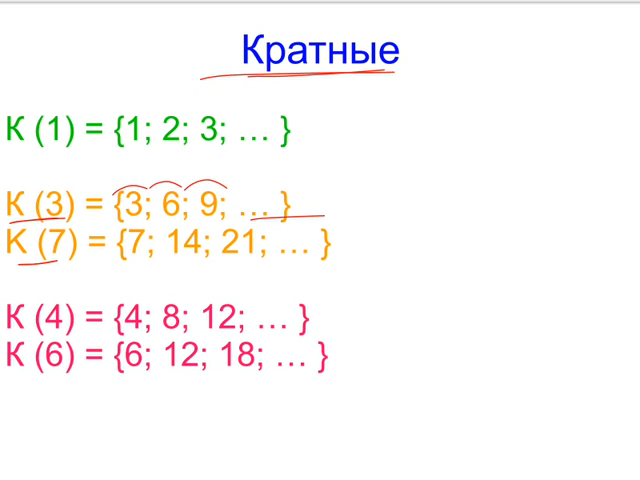 Кратные
К (1) = {1; 2; 3; … }
К (3) = {3; 6; 9; … }
К (7) = {7; 14; 21; … }
К (4) = {4; 8; 12; … }
К (6) = {6; 12; 18; … }